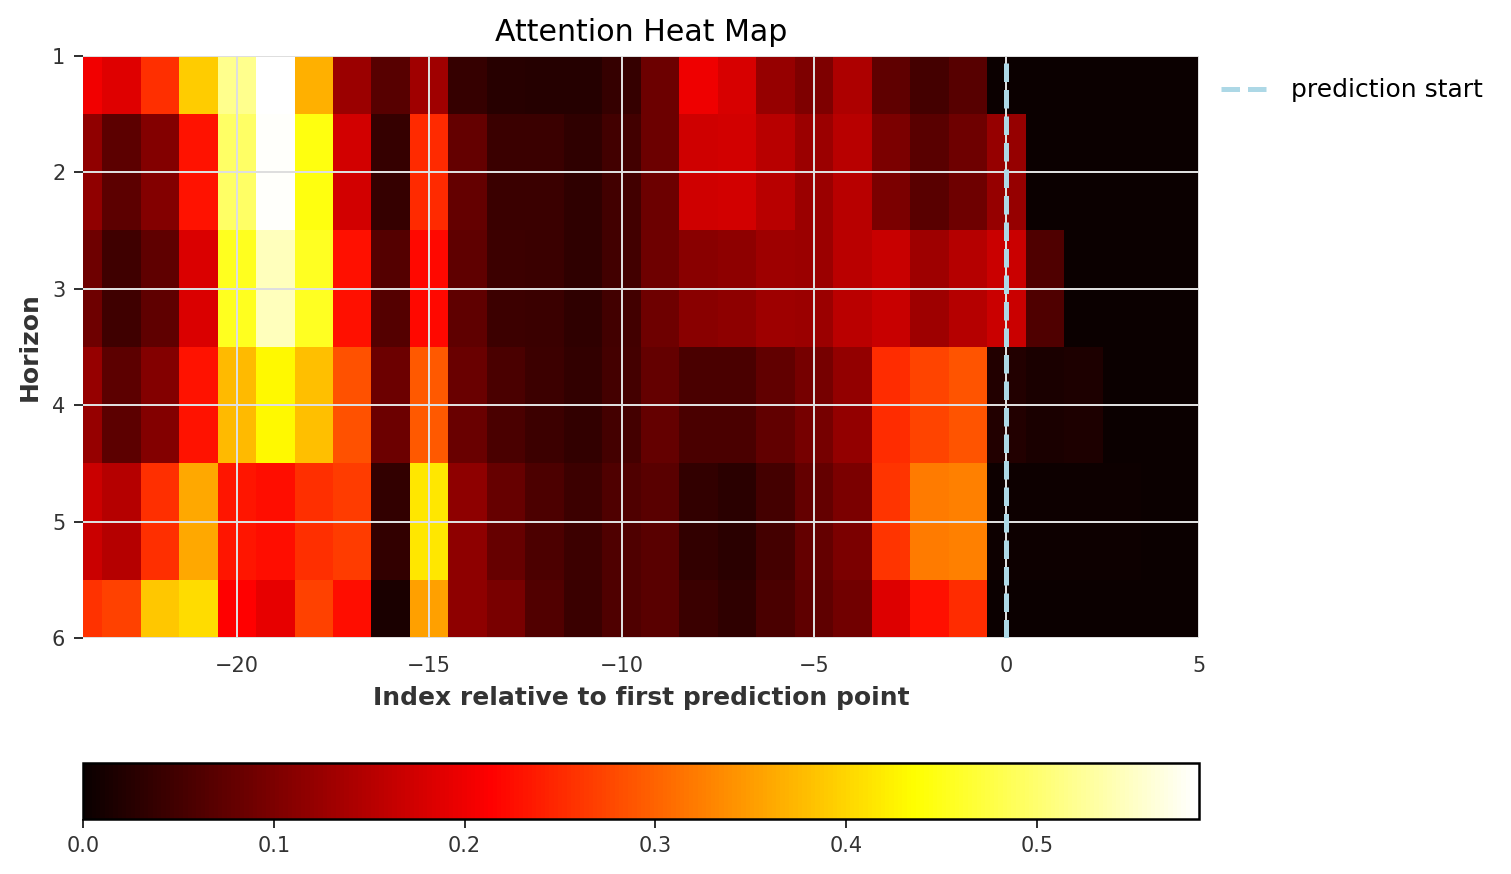 Attention Heat Map
prediction start
Horizon
1
2
3
4
5
6
−20 −15 −10 −5 0 5
Index relative to first prediction point
0.0 0.1 0.2 0.3 0.4 0.5